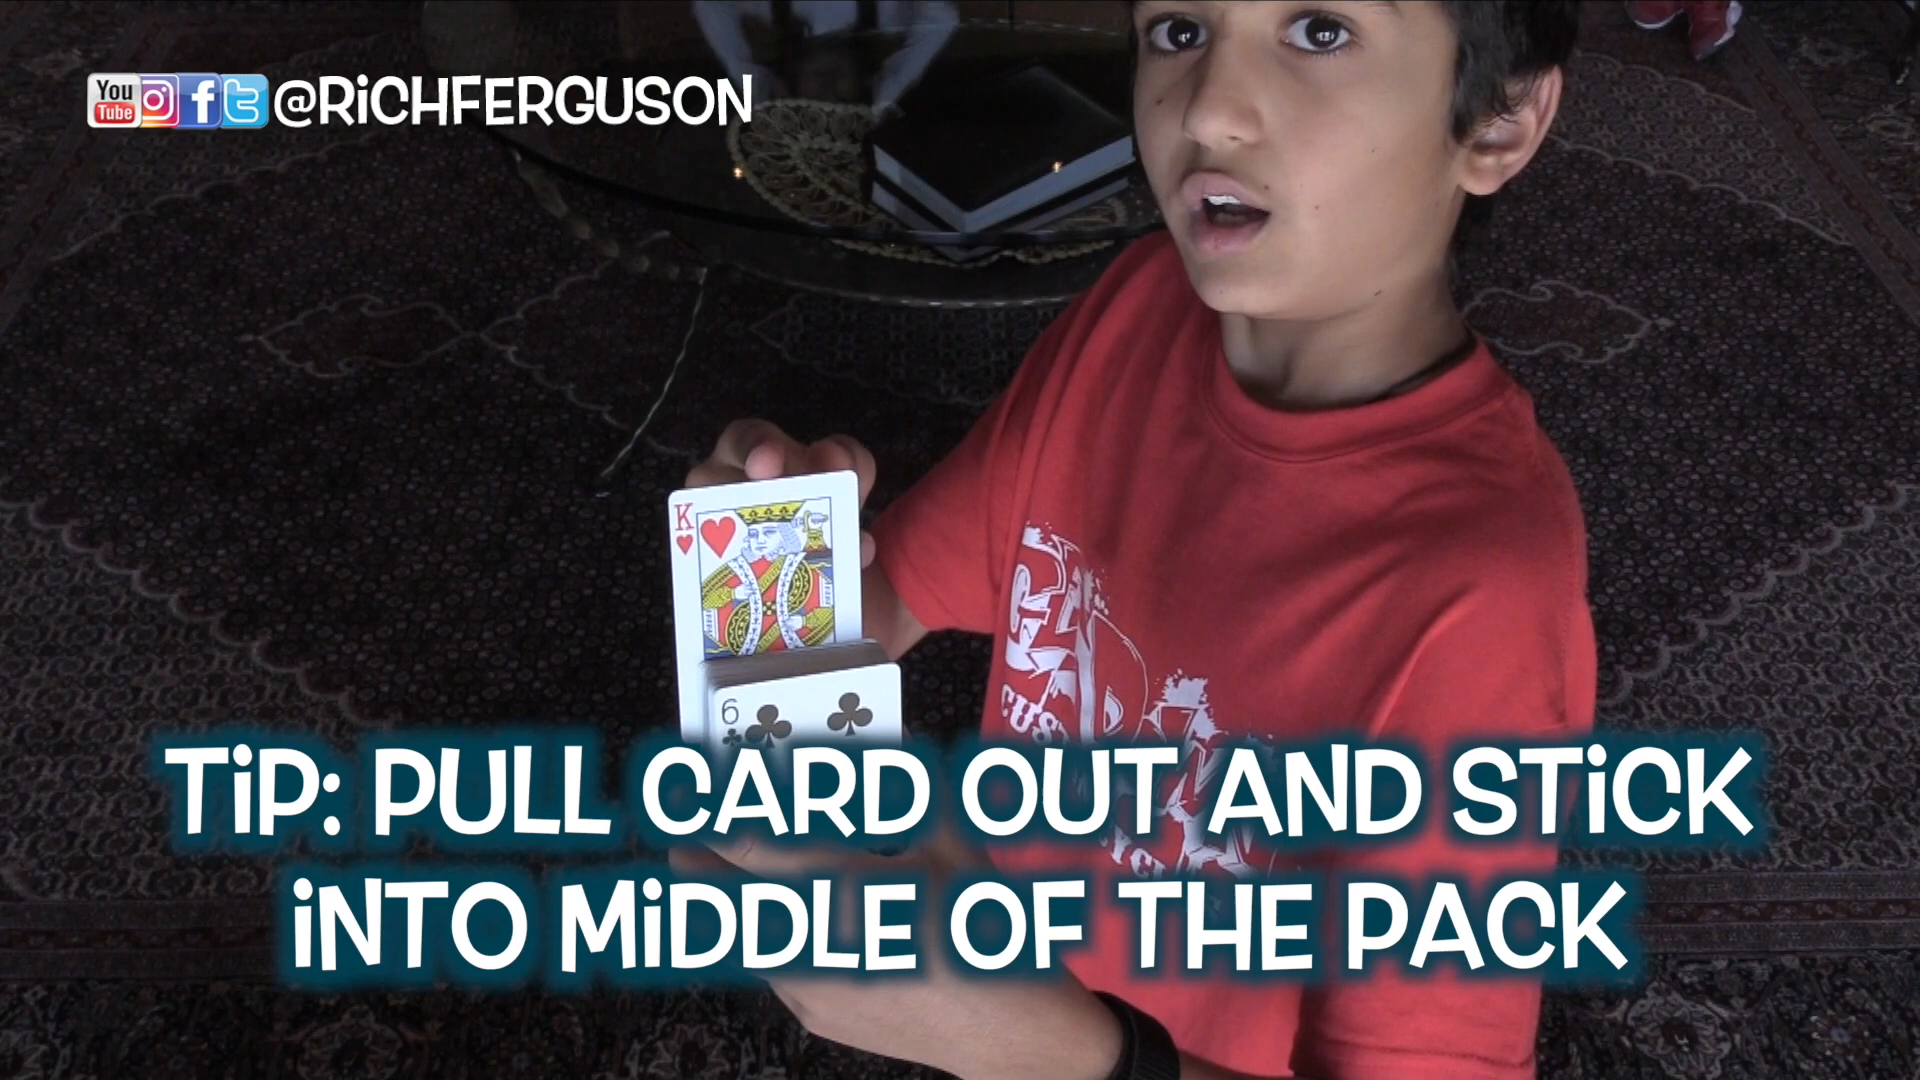 You
Tube
@RiCHFERGUSON
K
6
TiP: PULL CARD OUT AND STiCK
iNTO MiDDLE OF THE PACK